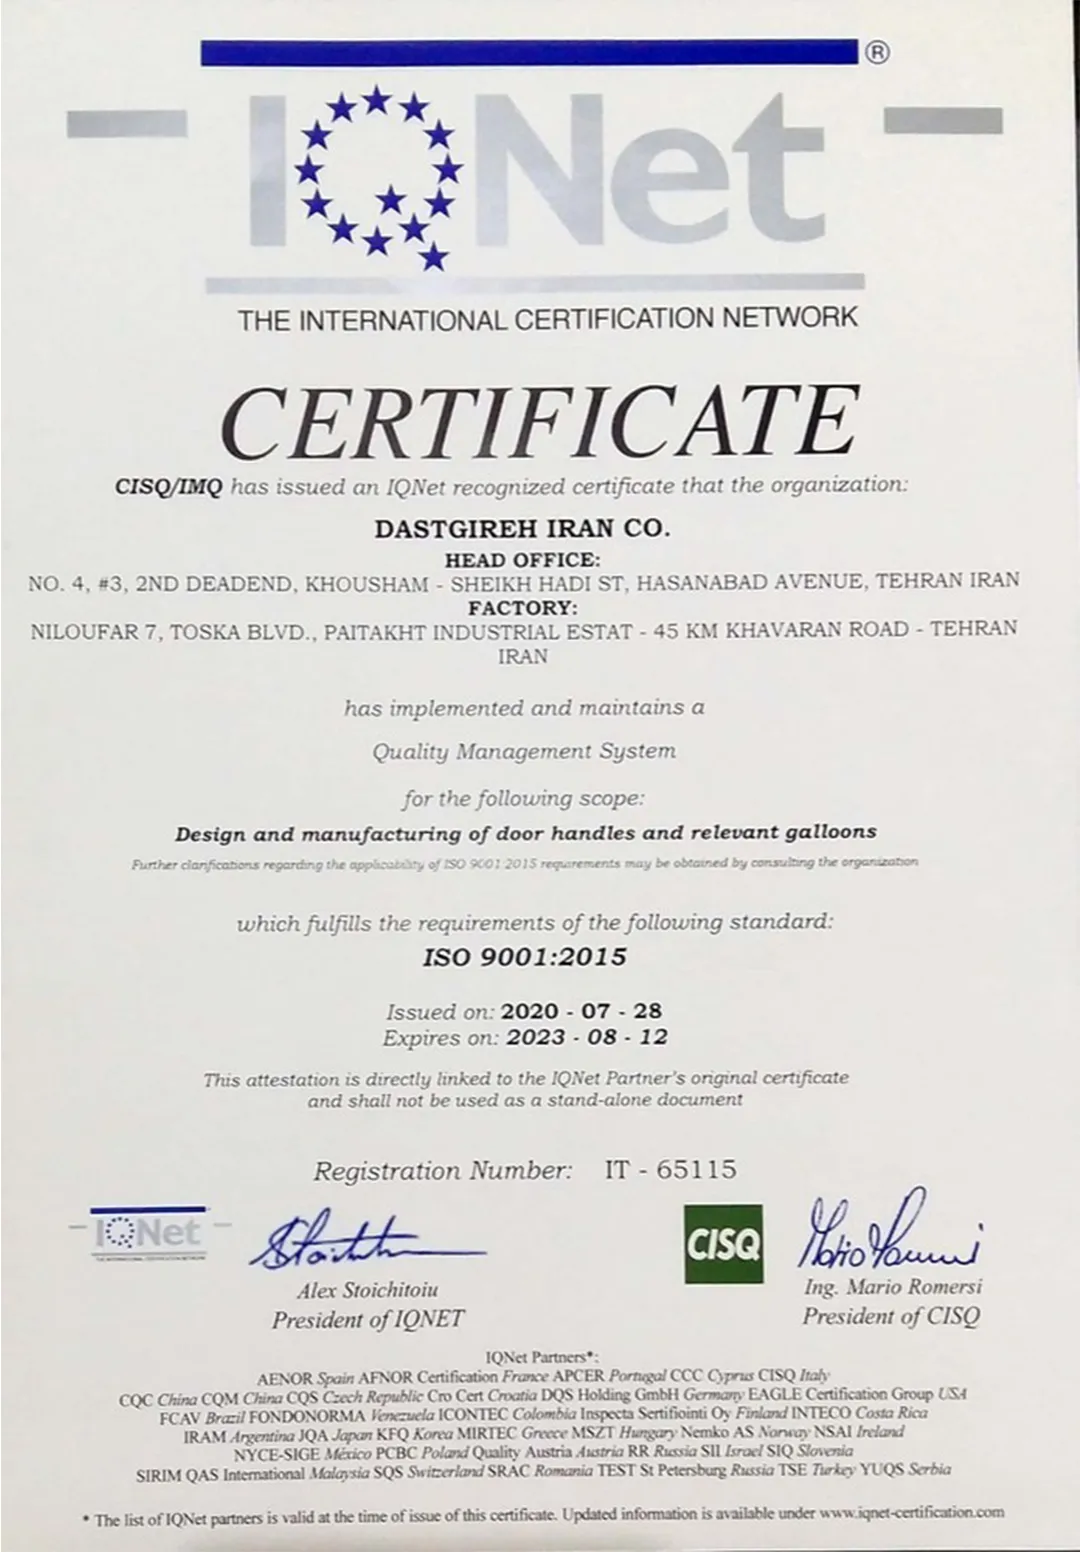 IQNet ®
THE INTERNATIONAL CERTIFICATION NETWORK
CERTIFICATE
CISQ/IMQ has issued an IQNet recognized certificate that the organization:
DASTGIREH IRAN CO.
HEAD OFFICE:
NO. 4, #3, 2ND DEADEND, KHOUSHAM - SHEIKH HADI ST, HASANABAD AVENUE, TEHRAN IRAN
FACTORY:
NILOUFAR 7, TOSKA BLVD., PAITAKHT INDUSTRIAL ESTAT - 45 KM KHAVARAN ROAD - TEHRAN
IRAN
has implemented and maintains a
Quality Management System
for the following scope:
Design and manufacturing of door handles and relevant galloons
Further clarifications regarding the applicability of ISO 9001:2015 requirements may be obtained by consulting the organization
which fulfills the requirements of the following standard:
ISO 9001:2015
Issued on: 2020 - 07 - 28
Expires on: 2023 - 08 - 12
This attestation is directly linked to the IQNet Partner's original certificate
and shall not be used as a stand-alone document
Registration Number: IT - 65115
IQNet
THE INTERNATIONAL CERTIFICATION NETWORK
CISQ
Alex Stoichitoiu
President of IQNET
Ing. Mario Romersi
President of CISQ
IQNet Partners*:
AENOR Spain AFNOR Certification France APCER Portugal CCC Cyprus CISQ Italy
CQC China CQM China CQS Czech Republic Cro Cert Croatia DQS Holding GmbH Germany EAGLE Certification Group USA
FCAV Brazil FONDONORMA Venezuela ICONTEC Colombia Inspecta Sertifiointi Oy Finland INTECO Costa Rica
IRAM Argentina JQA Japan KFQ Korea MIRTEC Greece MSZT Hungary Nemko AS Norway NSAI Ireland
NYCE-SIGE México PCBC Poland Quality Austria Austria RR Russia SII Israel SIQ Slovenia
SIRIM QAS International Malaysia SQS Switzerland SRAC Romania TEST St Petersburg Russia TSE Turkey YUQS Serbia
* The list of IQNet partners is valid at the time of issue of this certificate. Updated information is available under www.iqnet-certification.com